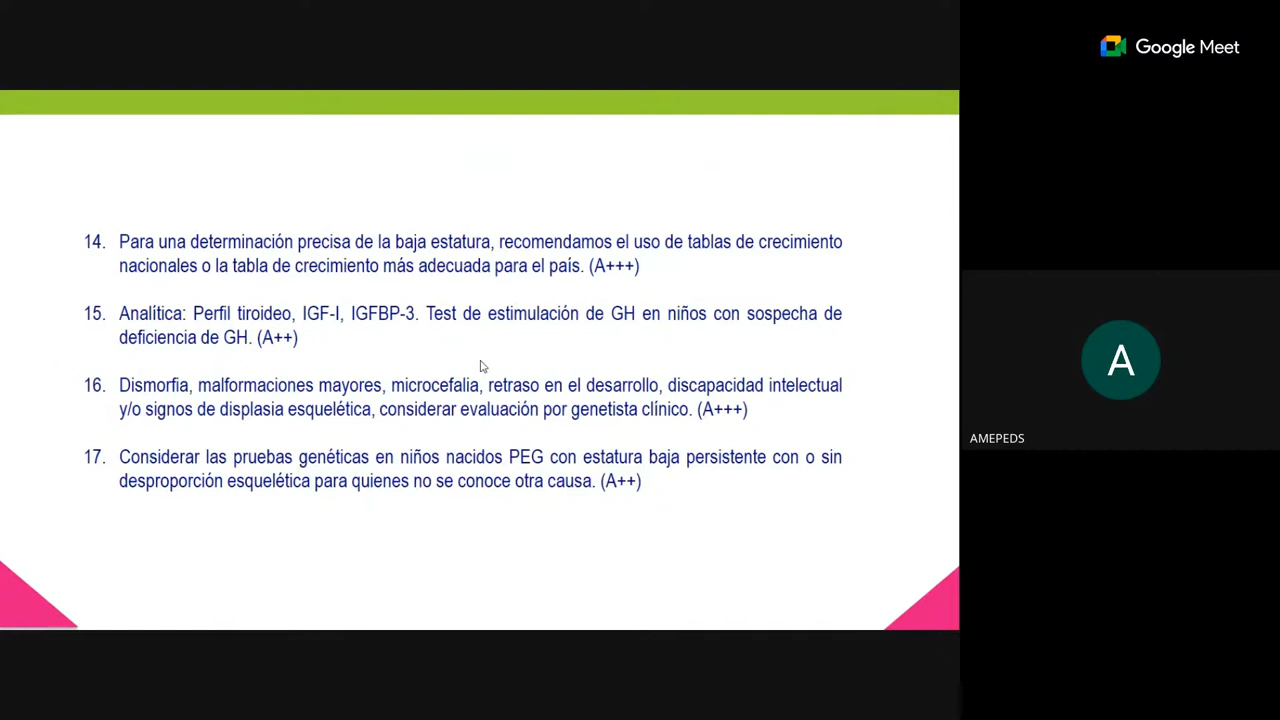 Google Meet
14. Para una determinación precisa de la baja estatura, recomendamos el uso de tablas de crecimiento
nacionales o la tabla de crecimiento más adecuada para el país. (A+++)
15. Analítica: Perfil tiroideo, IGF-I, IGFBP-3. Test de estimulación de GH en niños con sospecha de
deficiencia de GH. (A++)
16. Dismorfia, malformaciones mayores, microcefalia, retraso en el desarrollo, discapacidad intelectual
y/o signos de displasia esquelética, considerar evaluación por genetista clínico. (A+++)
17. Considerar las pruebas genéticas en niños nacidos PEG con estatura baja persistente con o sin
desproporción esquelética para quienes no se conoce otra causa. (A++)
A
AMEPEDS